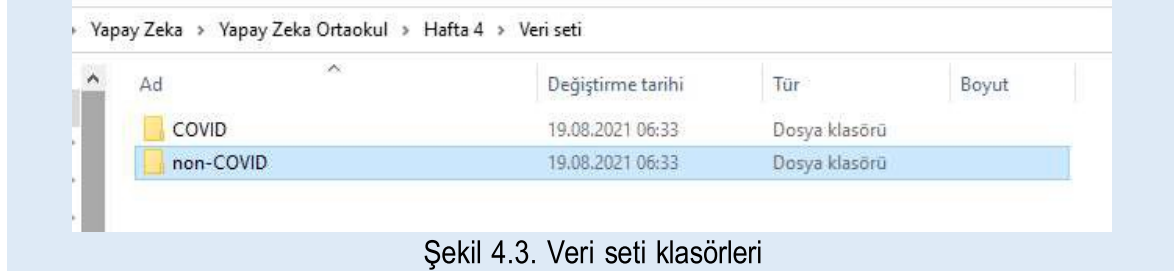 Yapay Zeka > Yapay Zeka Ortaokul > Hafta 4 > Veri seti
Ad Değiştirme tarihi Tür Boyut
COVID 19.08.2021 06:33 Dosya klasörü
non-COVID 19.08.2021 06:33 Dosya klasörü
Şekil 4.3. Veri seti klasörleri